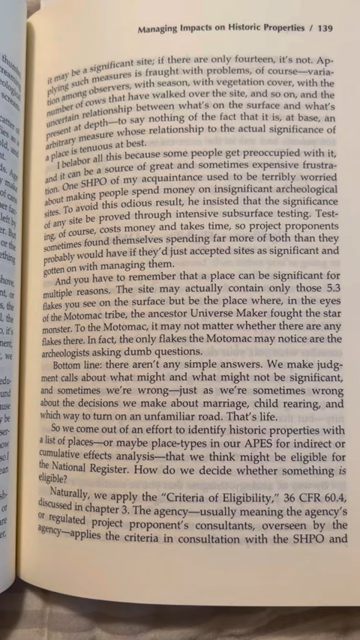 Managing Impacts on Historic Properties / 139
it may be a significant site; if there are only fourteen, it's not. Ap-
plying such measures is fraught with problems, of course—varia-
tion among observers, with season, with vegetation cover, with the
number of cows that have walked over the site, and so on, and the
uncertain relationship between what's on the surface and what's
present at depth—to say nothing of the fact that it is, at base, an
arbitrary measure whose relationship to the actual significance of
a place is tenuous at best.
I belabor all this because some people get preoccupied with it,
and it can be a source of great and sometimes expensive frustra-
tion. One SHPO of my acquaintance used to be terribly worried
about making people spend money on insignificant archeological
sites. To avoid this odious result, he insisted that the significance
of any site be proved through intensive subsurface testing. Test-
ing, of course, costs money and takes time, so project proponents
sometimes found themselves spending far more of both than they
probably would have if they'd just accepted sites as significant and
gotten on with managing them.
And you have to remember that a place can be significant for
multiple reasons. The site may actually contain only those 5.3
flakes you see on the surface but be the place where, in the eyes
of the Motomac tribe, the ancestor Universe Maker fought the star
monster. To the Motomac, it may not matter whether there are any
flakes there. In fact, the only flakes the Motomac may notice are the
archeologists asking dumb questions.
Bottom line: there aren't any simple answers. We make judg-
ment calls about what might and what might not be significant,
and sometimes we're wrong—just as we're sometimes wrong
about the decisions we make about marriage, child rearing, and
which way to turn on an unfamiliar road. That's life.
So we come out of an effort to identify historic properties with
a list of places—or maybe place-types in our APES for indirect or
cumulative effects analysis—that we think might be eligible for
the National Register. How do we decide whether something is
eligible?
Naturally, we apply the "Criteria of Eligibility," 36 CFR 60.4,
discussed in chapter 3. The agency—usually meaning the agency's
or regulated project proponent's consultants, overseen by the
agency—applies the criteria in consultation with the SHPO and